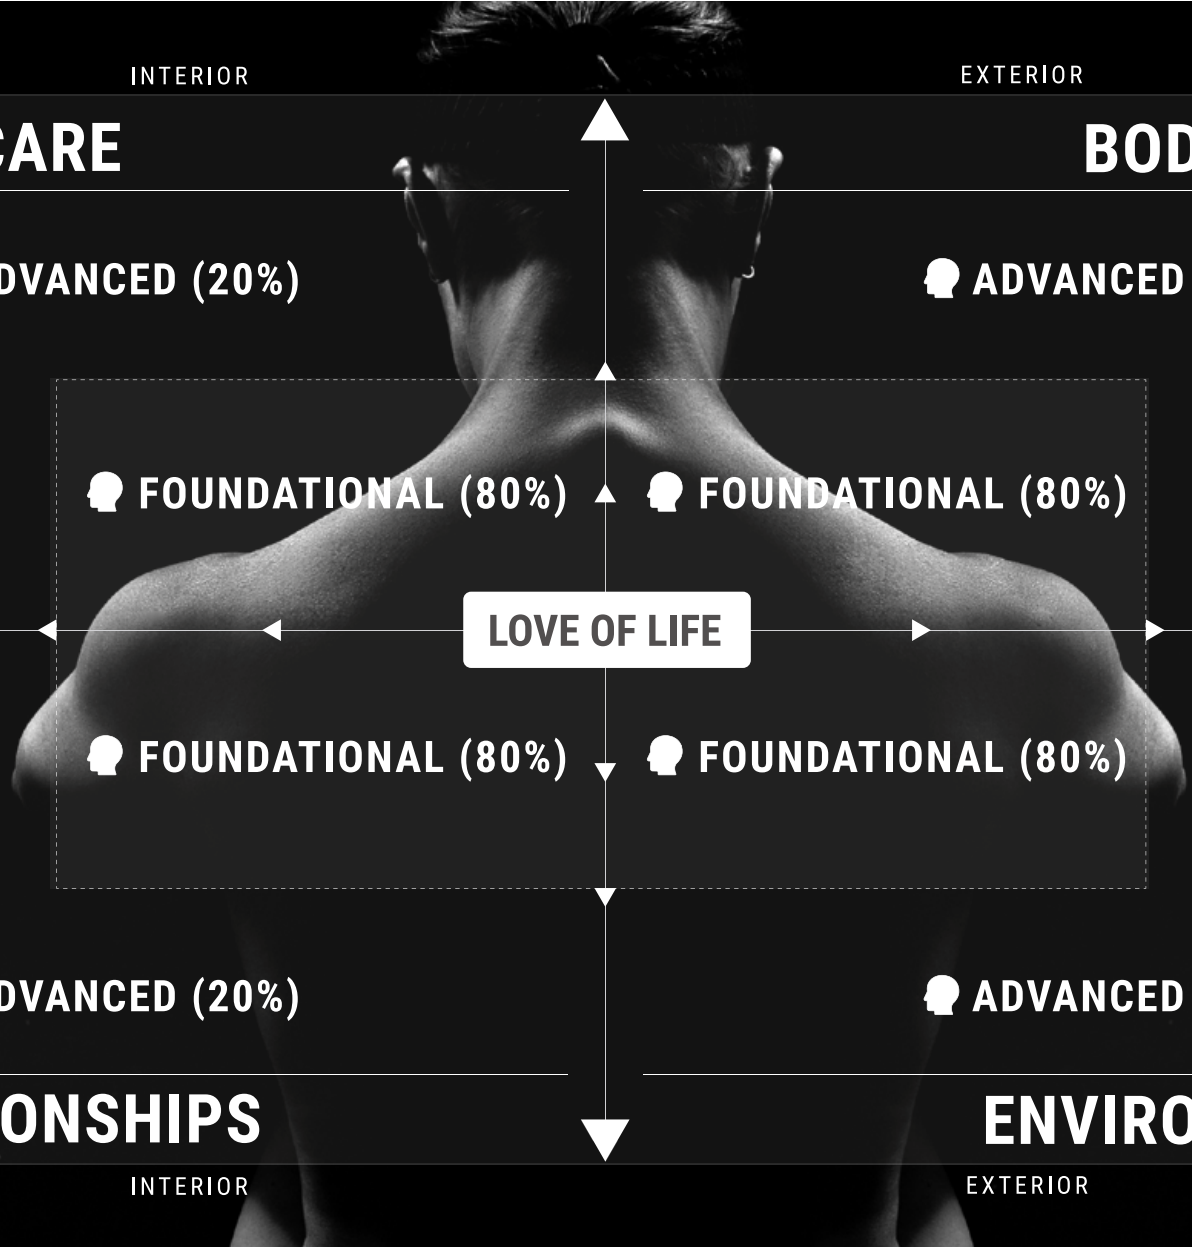 INTERIOR EXTERIOR
CARE BOD
DVANCED (20%) ADVANCED
FOUNDATIONAL (80%) FOUNDATIONAL (80%)
LOVE OF LIFE
FOUNDATIONAL (80%) FOUNDATIONAL (80%)
DVANCED (20%) ADVANCED
ONSHIPS ENVIRO
INTERIOR EXTERIOR